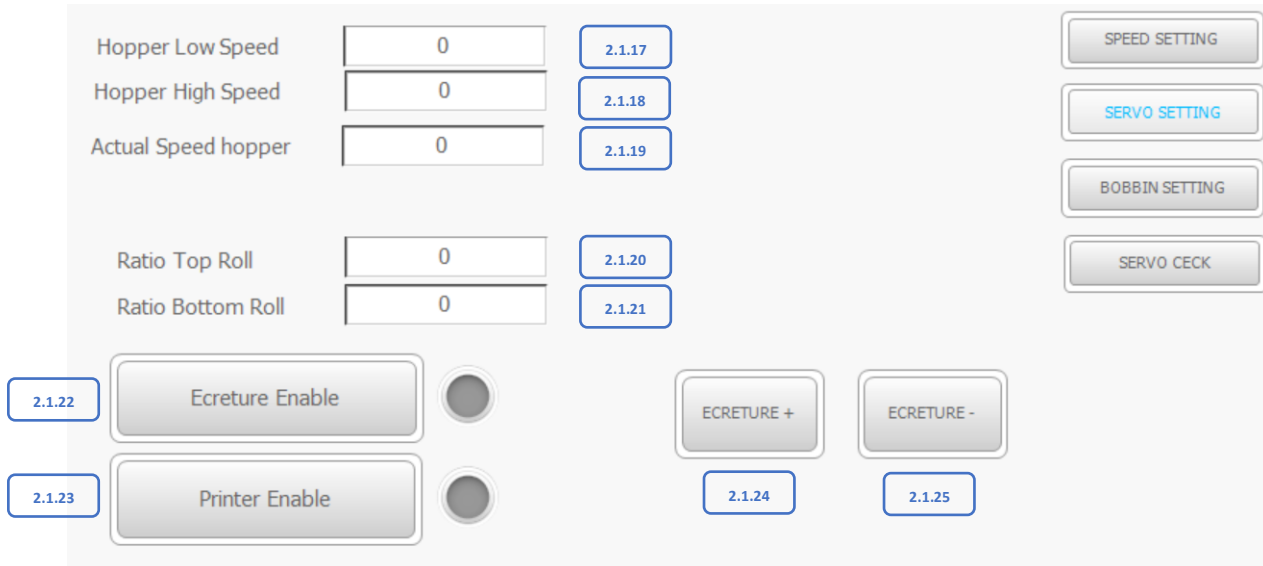 Hopper Low Speed 0 2.1.17 SPEED SETTING
Hopper High Speed 0 2.1.18 SERVO SETTING
Actual Speed hopper 0 2.1.19
BOBBIN SETTING
Ratio Top Roll 0 2.1.20 SERVO CECK
Ratio Bottom Roll 0 2.1.21
2.1.22 Ecreture Enable ECRETURE + ECRETURE -
2.1.23 Printer Enable 2.1.24 2.1.25